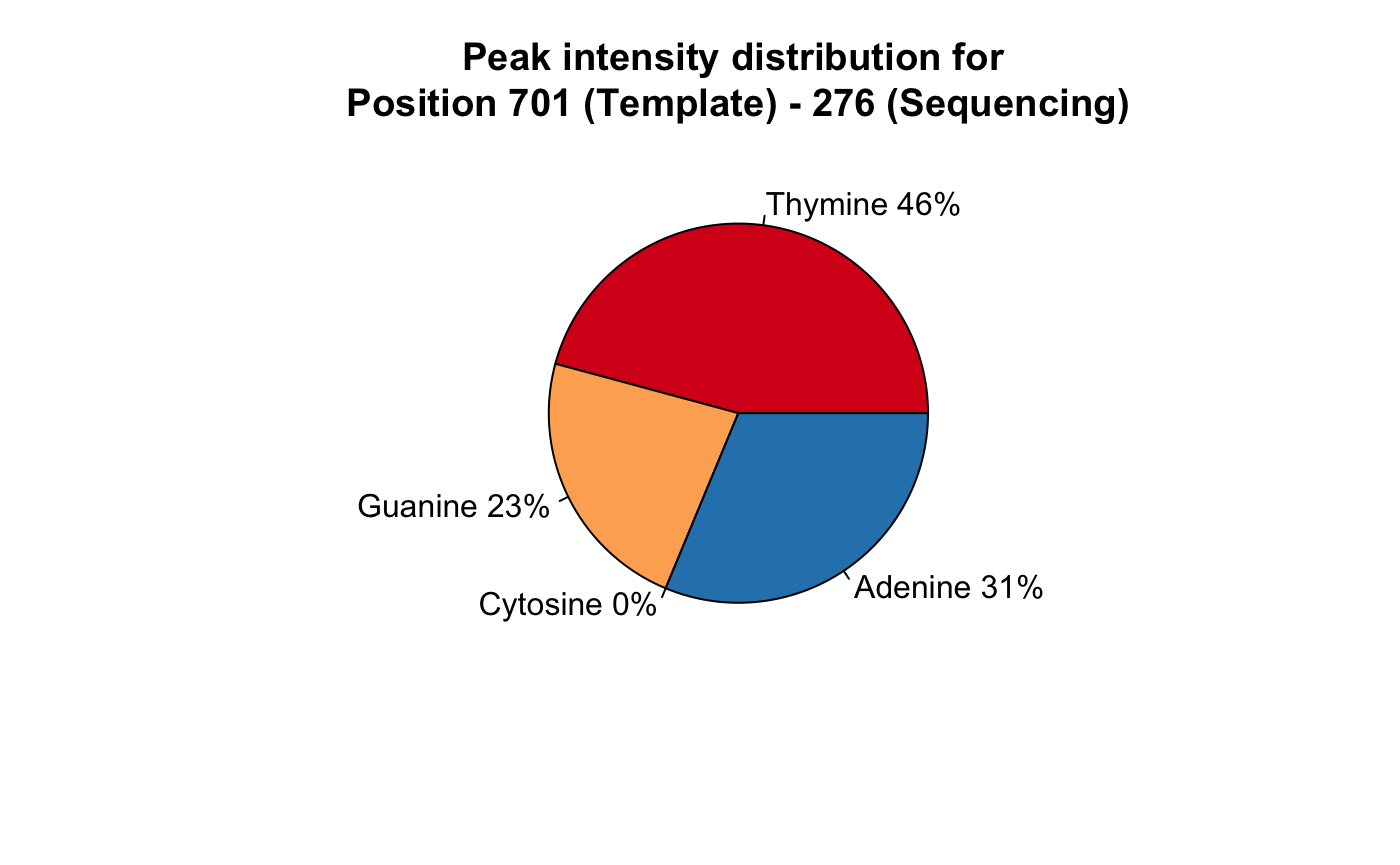 Peak intensity distribution for
Position 701 (Template) - 276 (Sequencing)
Thymine 46%
Guanine 23%
Adenine 31%
Cytosine 0%